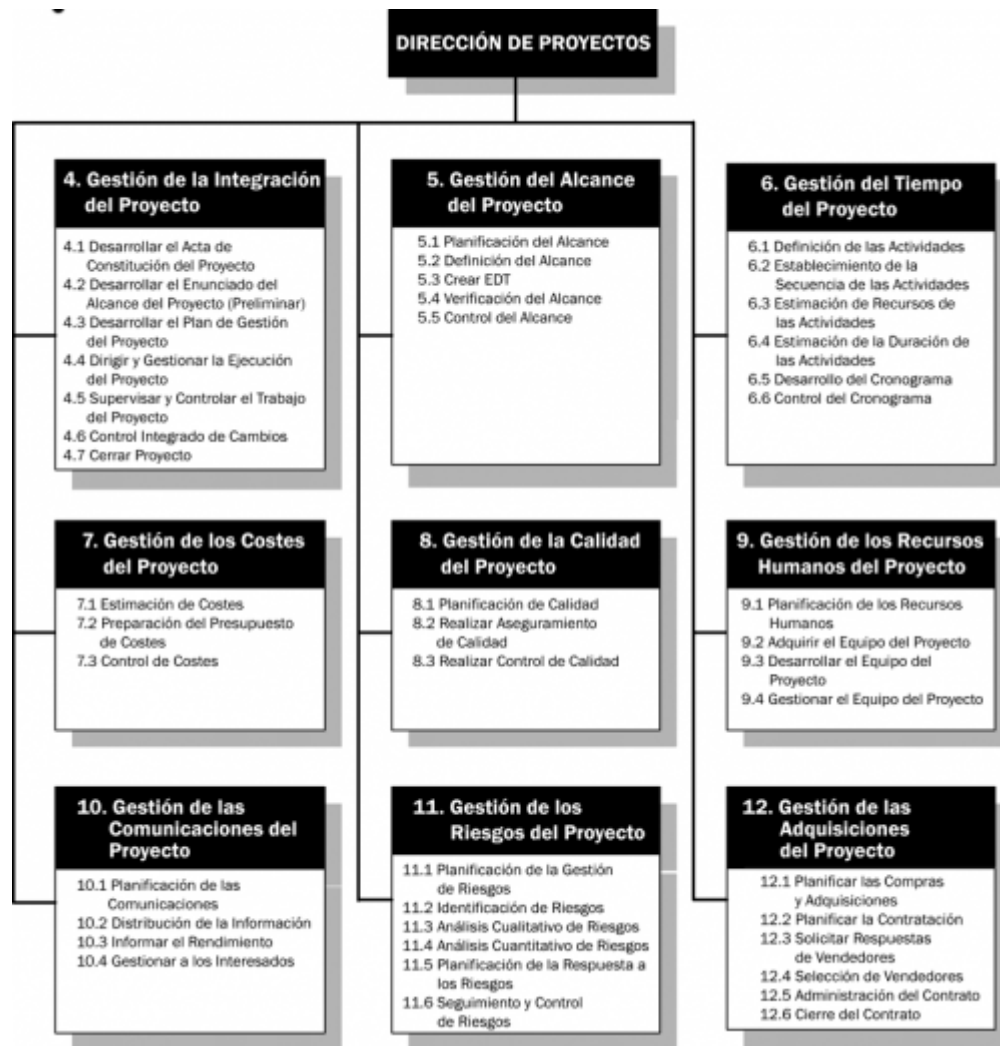 DIRECCIÓN DE PROYECTOS
4. Gestión de la Integración
del Proyecto
4.1 Desarrollar el Acta de
Constitución del Proyecto
4.2 Desarrollar el Enunciado del
Alcance del Proyecto (Preliminar)
4.3 Desarrollar el Plan de Gestión
del Proyecto
4.4 Dirigir y Gestionar la Ejecución
del Proyecto
4.5 Supervisar y Controlar el Trabajo
del Proyecto
4.6 Control Integrado de Cambios
4.7 Cerrar Proyecto
5. Gestión del Alcance
del Proyecto
5.1 Planificación del Alcance
5.2 Definición del Alcance
5.3 Crear EDT
5.4 Verificación del Alcance
5.5 Control del Alcance
6. Gestión del Tiempo
del Proyecto
6.1 Definición de las Actividades
6.2 Establecimiento de la
Secuencia de las Actividades
6.3 Estimación de Recursos de
las Actividades
6.4 Estimación de la Duración de
las Actividades
6.5 Desarrollo del Cronograma
6.6 Control del Cronograma
7. Gestión de los Costes
del Proyecto
7.1 Estimación de Costes
7.2 Preparación del Presupuesto
de Costes
7.3 Control de Costes
8. Gestión de la Calidad
del Proyecto
8.1 Planificación de Calidad
8.2 Realizar Aseguramiento
de Calidad
8.3 Realizar Control de Calidad
9. Gestión de los Recursos
Humanos del Proyecto
9.1 Planificación de los Recursos
Humanos
9.2 Adquirir el Equipo del Proyecto
9.3 Desarrollar el Equipo del
Proyecto
9.4 Gestionar el Equipo del Proyecto
10. Gestión de las
Comunicaciones del
Proyecto
10.1 Planificación de las
Comunicaciones
10.2 Distribución de la Información
10.3 Informar el Rendimiento
10.4 Gestionar a los Interesados
11. Gestión de los
Riesgos del Proyecto
11.1 Planificación de la Gestión
de Riesgos
11.2 Identificación de Riesgos
11.3 Análisis Cualitativo de Riesgos
11.4 Análisis Cuantitativo de Riesgos
11.5 Planificación de la Respuesta a
los Riesgos
11.6 Seguimiento y Control
de Riesgos
12. Gestión de las
Adquisiciones
del Proyecto
12.1 Planificar las Compras
y Adquisiciones
12.2 Planificar la Contratación
12.3 Solicitar Respuestas
de Vendedores
12.4 Selección de Vendedores
12.5 Administración del Contrato
12.6 Cierre del Contrato